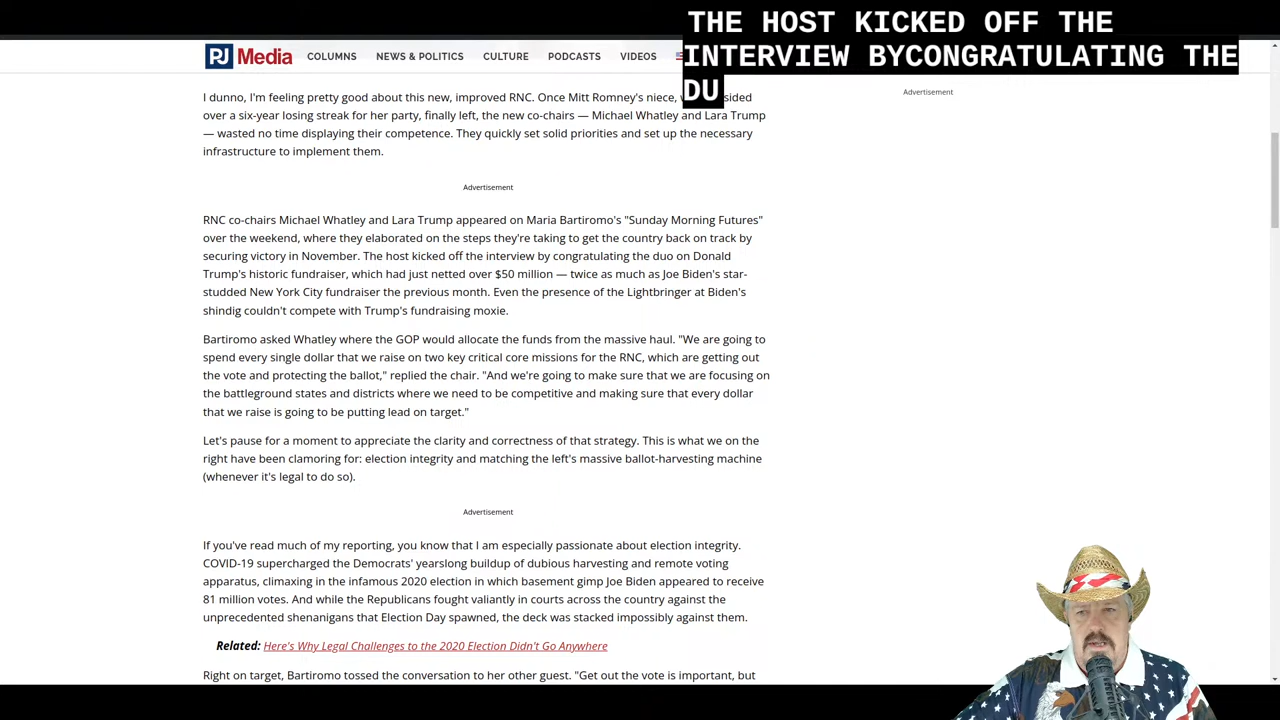 THE HOST KICKED OFF THE
INTERVIEW BYCONGRATULATING THE
DU
PJ Media COLUMNS NEWS & POLITICS CULTURE PODCASTS VIDEOS
Advertisement
I dunno, I'm feeling pretty good about this new, improved RNC. Once Mitt Romney's niece, sided
over a six-year losing streak for her party, finally left, the new co-chairs — Michael Whatley and Lara Trump
— wasted no time displaying their competence. They quickly set solid priorities and set up the necessary
infrastructure to implement them.
Advertisement
RNC co-chairs Michael Whatley and Lara Trump appeared on Maria Bartiromo's "Sunday Morning Futures"
over the weekend, where they elaborated on the steps they're taking to get the country back on track by
securing victory in November. The host kicked off the interview by congratulating the duo on Donald
Trump's historic fundraiser, which had just netted over $50 million — twice as much as Joe Biden's star-
studded New York City fundraiser the previous month. Even the presence of the Lightbringer at Biden's
shindig couldn't compete with Trump's fundraising moxie.
Bartiromo asked Whatley where the GOP would allocate the funds from the massive haul. "We are going to
spend every single dollar that we raise on two key critical core missions for the RNC, which are getting out
the vote and protecting the ballot," replied the chair. "And we're going to make sure that we are focusing on
the battleground states and districts where we need to be competitive and making sure that every dollar
that we raise is going to be putting lead on target."
Let's pause for a moment to appreciate the clarity and correctness of that strategy. This is what we on the
right have been clamoring for: election integrity and matching the left's massive ballot-harvesting machine
(whenever it's legal to do so).
Advertisement
If you've read much of my reporting, you know that I am especially passionate about election integrity.
COVID-19 supercharged the Democrats' yearslong buildup of dubious harvesting and remote voting
apparatus, climaxing in the infamous 2020 election in which basement gimp Joe Biden appeared to receive
81 million votes. And while the Republicans fought valiantly in courts across the country against the
unprecedented shenanigans that Election Day spawned, the deck was stacked impossibly against them.
Related: Here's Why Legal Challenges to the 2020 Election Didn't Go Anywhere
Right on target, Bartiromo tossed the conversation to her other guest. "Get out the vote is important, but